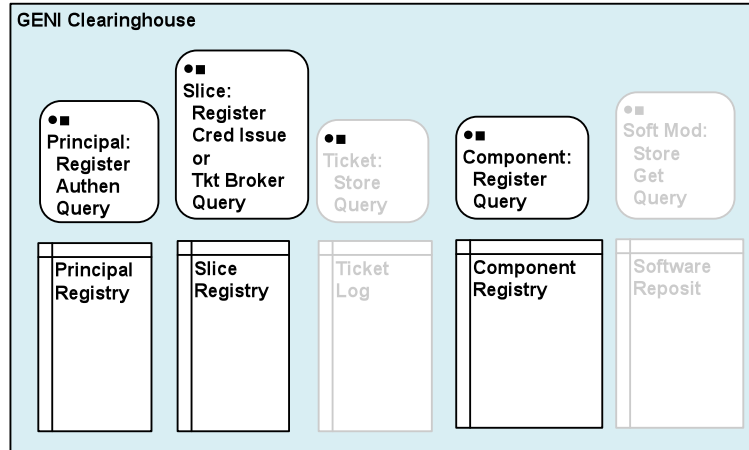 GENI Clearinghouse
Principal:
Register
Authen
Query
Slice:
Register
Cred Issue
or
Tkt Broker
Query
Ticket:
Store
Query
Component:
Register
Query
Soft Mod:
Store
Get
Query
Principal
Registry
Slice
Registry
Ticket
Log
Component
Registry
Software
Reposit